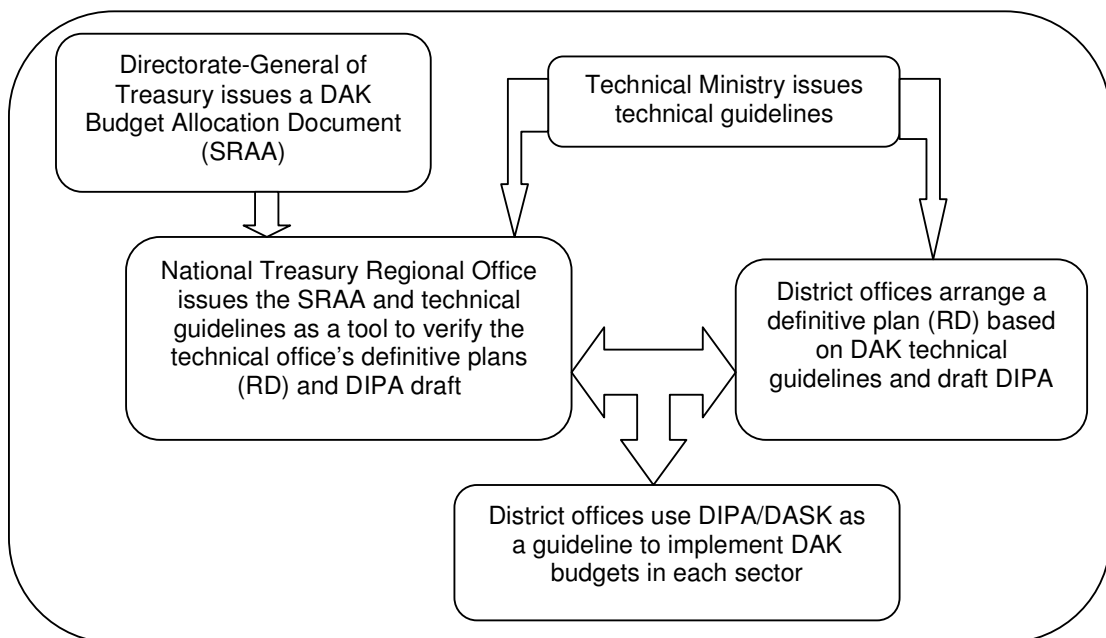 Directorate-General of
Treasury issues a DAK
Budget Allocation Document
(SRAA)
Technical Ministry issues
technical guidelines
National Treasury Regional Office
issues the SRAA and technical
guidelines as a tool to verify the
technical office's definitive plans
(RD) and DIPA draft
District offices arrange a
definitive plan (RD) based
on DAK technical
guidelines and draft DIPA
District offices use DIPA/DASK as
a guideline to implement DAK
budgets in each sector